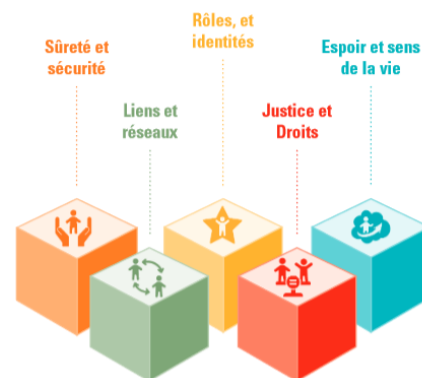 Sûreté et
sécurité
Liens et
réseaux
Rôles, et
identités
Justice et
Droits
Espoir et sens
de la vie